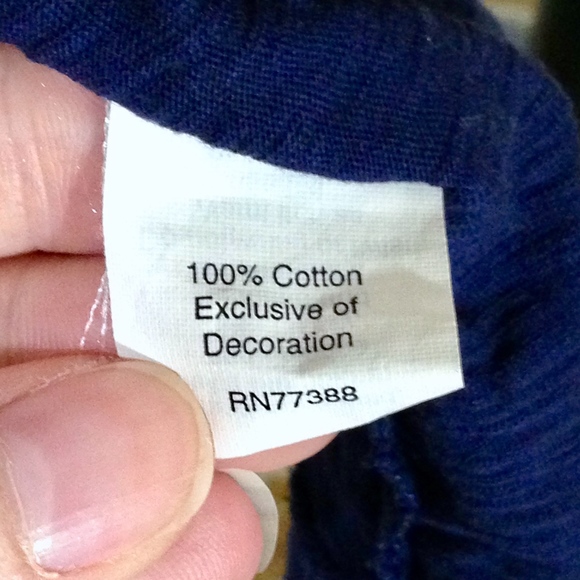 100% Cotton
Exclusive of
Decoration
RN77388